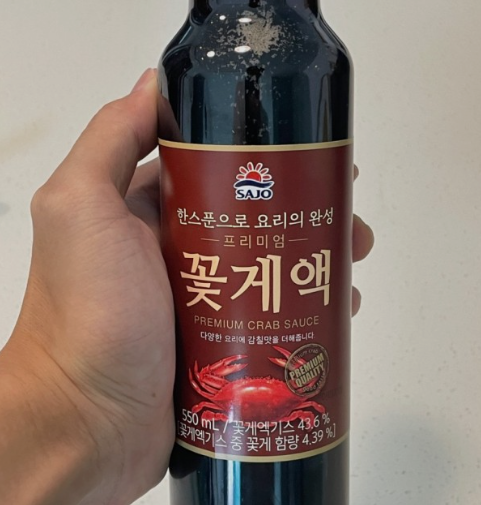 SAJO
한스푼으로 요리의 완성
프리미엄
꽃게액
PREMIUM CRAB SAUCE
다양한 요리에 감칠맛을 더해줍니다.
PREMIUM
QUALITY
550 mL / 꽃게엑기스 43.6 %
[꽃게엑기스 중 꽃게 함량 4.39 %]